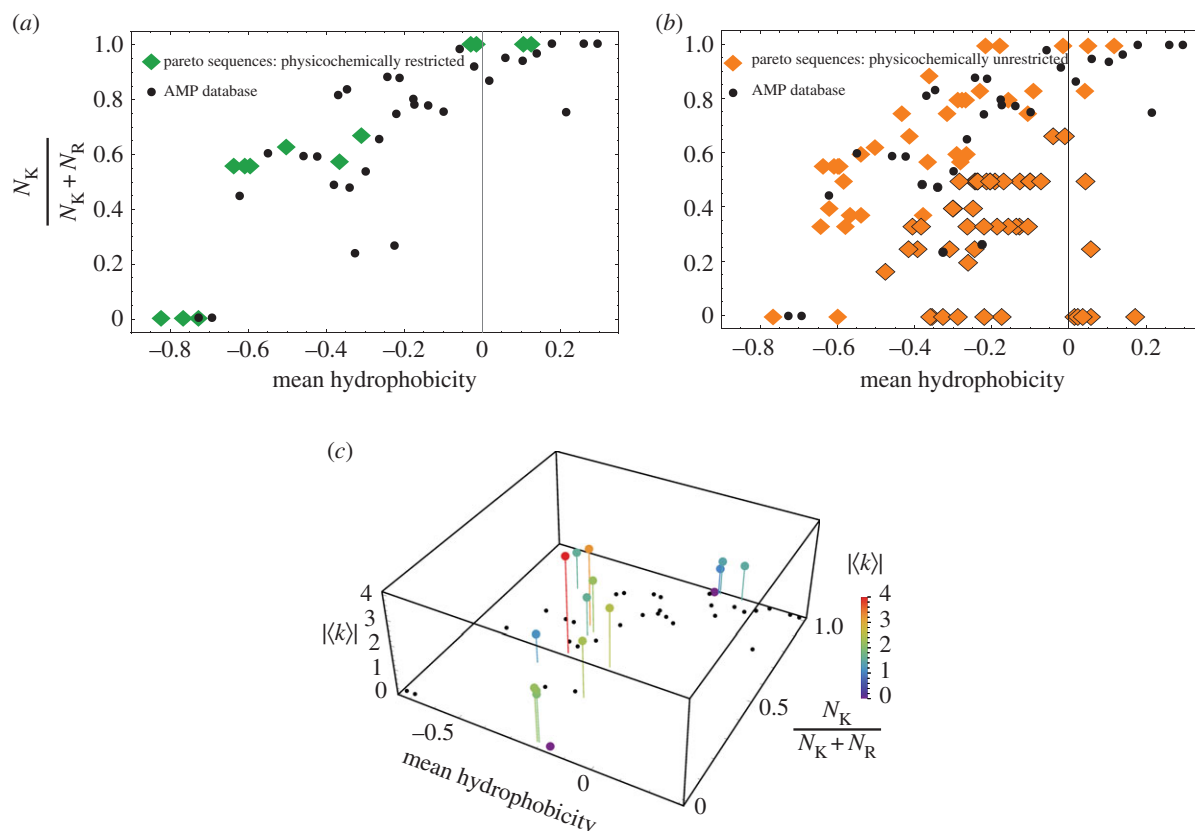 (a)
1.0
pareto sequences: physicochemically restricted
0.8
AMP database
0.6
N_K
N_K + N_R
0.4
0.2
0
−0.8 −0.6 −0.4 −0.2 0 0.2
mean hydrophobicity
(b)
1.0
pareto sequences: physicochemically unrestricted
0.8
AMP database
0.6
0.4
0.2
0
−0.8 −0.6 −0.4 −0.2 0 0.2
mean hydrophobicity
(c)
4
3
|⟨k⟩|
2
1
0
−0.5
0
mean hydrophobicity
0
0.5
1.0
N_K
N_K + N_R
|⟨k⟩|
4
3
2
1
0